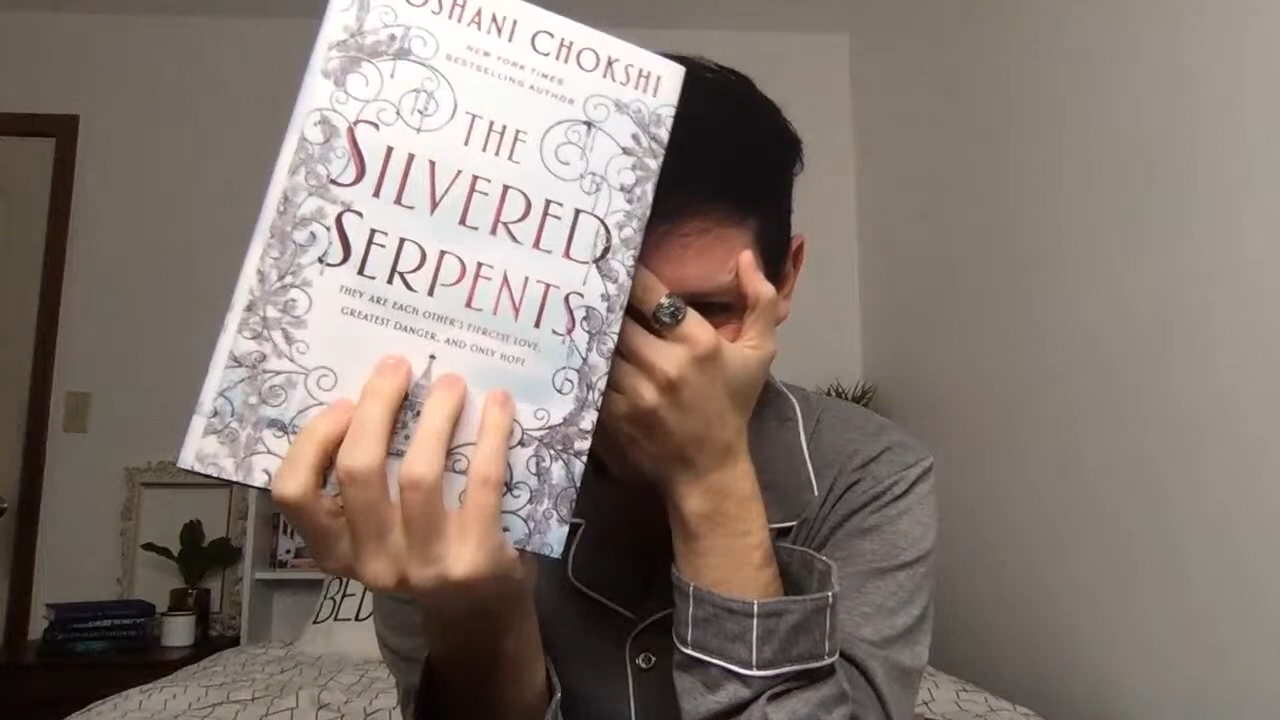 OSHANI CHOKSHI
NEW YORK TIMES
BESTSELLING AUTHOR
THE
SILVERED
SERPENTS
THEY ARE EACH OTHER'S FIERCEST LOVE,
GREATEST DANGER, AND ONLY HOPE
BED